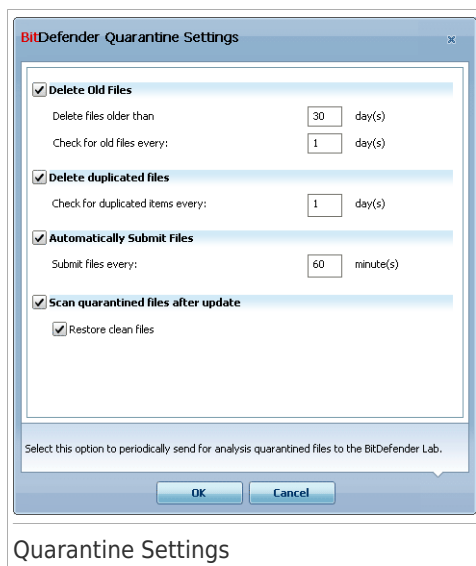 BitDefender Quarantine Settings
x
Delete Old Files
Delete files older than 30 day(s)
Check for old files every: 1 day(s)
Delete duplicated files
Check for duplicated items every: 1 day(s)
Automatically Submit Files
Submit files every: 60 minute(s)
Scan quarantined files after update
Restore clean files
Select this option to periodically send for analysis quarantined files to the BitDefender Lab.
OK Cancel
Quarantine Settings